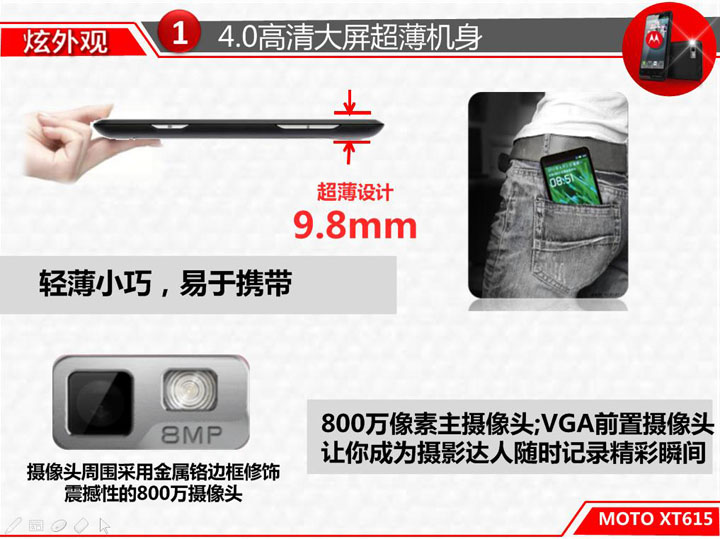 炫外观
1
4.0高清大屏超薄机身
超薄设计
9.8mm
08:51
轻薄小巧，易于携带
8MP
摄像头周围采用金属铬边框修饰
震撼性的800万摄像头
800万像素主摄像头;VGA前置摄像头
让你成为摄影达人随时记录精彩瞬间
MOTO XT615